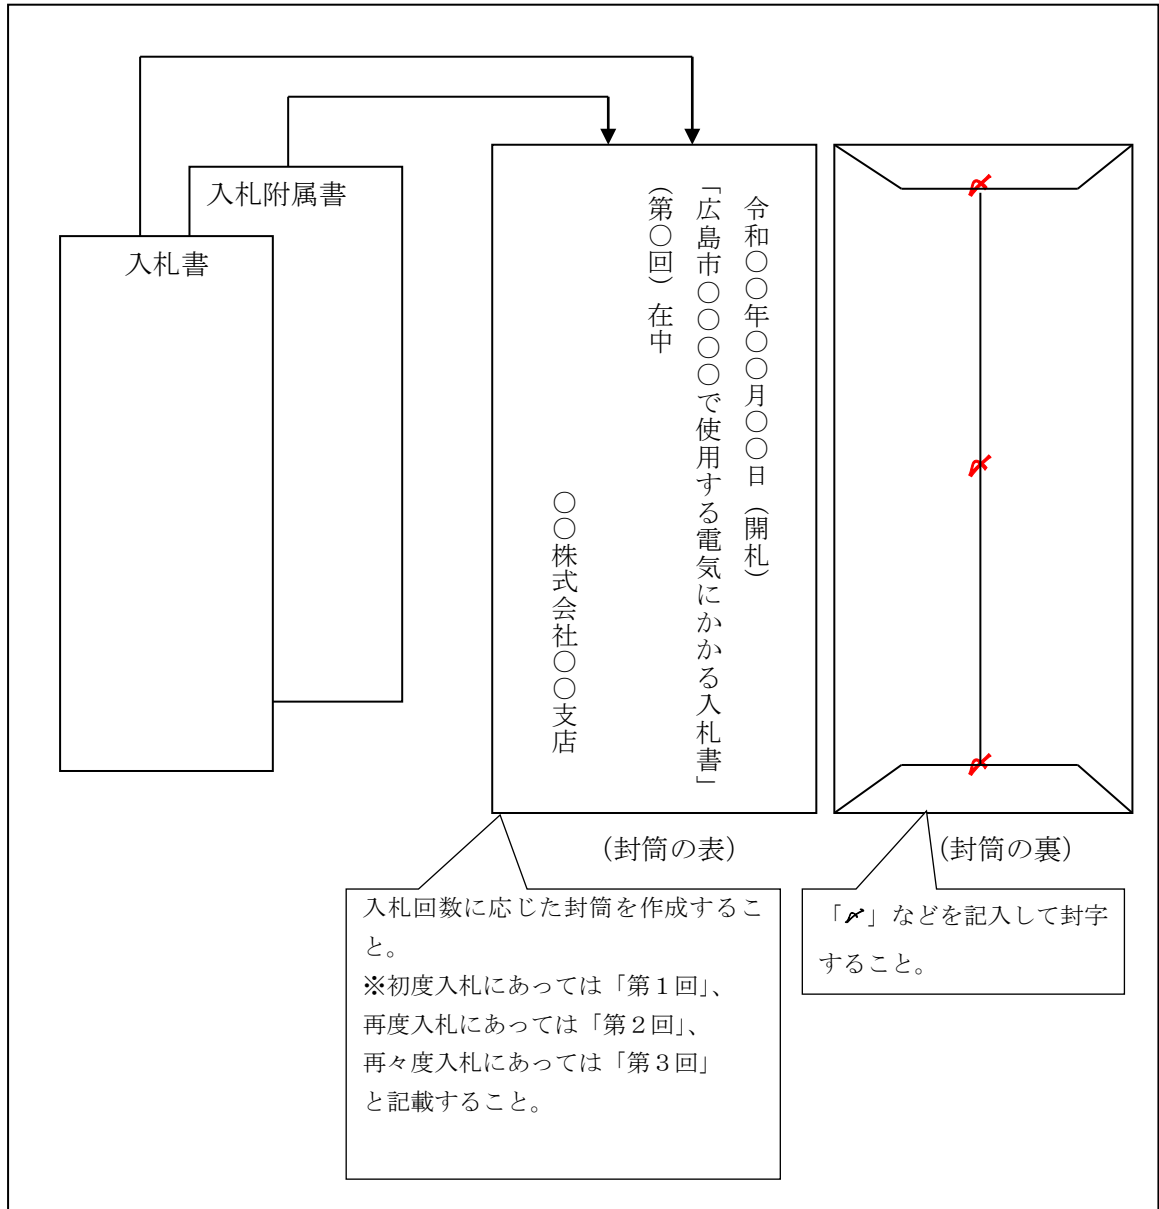 入札附属書
入札書
令和〇〇年〇〇月〇〇日（開札）
「広島市〇〇〇〇で使用する電気にかかる入札書」
（第〇回）在中
〇〇株式会社〇〇支店
（封筒の表）
（封筒の裏）
入札回数に応じた封筒を作成するこ
と。
※初度入札にあっては「第１回」、
再度入札にあっては「第２回」、
再々度入札にあっては「第３回」
と記載すること。
「〆」などを記入して封字
すること。
〆
〆
〆